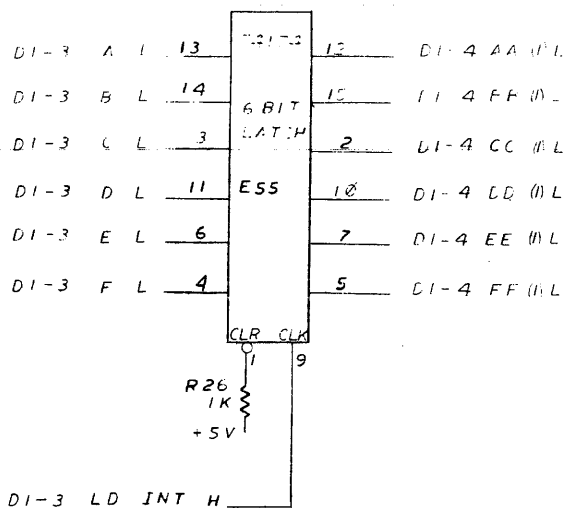 D1-3 A L 13 12 D1-4 AA (1) L
D1-3 B L 14 15 4 (1) L
6 BIT
LATCH
D1-3 C L 3 2 D1-4 CC (1) L
D1-3 D L 11 E55 10 D1-4 DD (1) L
D1-3 E L 6 7 D1-4 EE (1) L
D1-3 F L 4 5 D1-4 FF (1) L
CLR CLK
1 9
R26
1K
+5V
D1-3 LD INT H